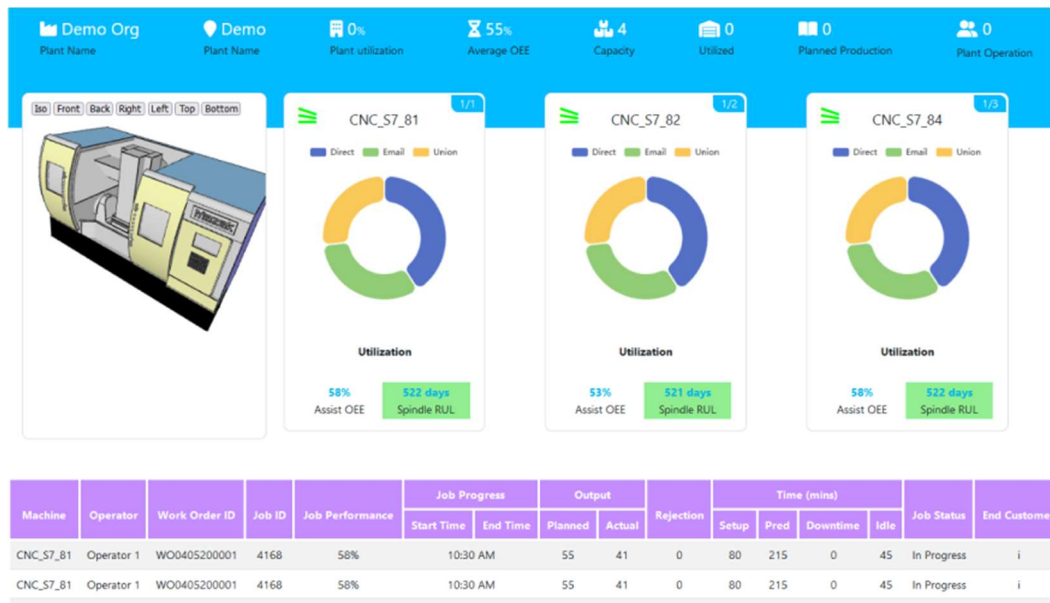 Demo Org
Plant Name
Demo
Plant Name
0%
Plant utilization
55%
Average OEE
4
Capacity
0
Utilized
0
Planned Production
0
Plant Operation
Iso Front Back Right Left Top Bottom
1/1
CNC_S7_81
Direct Email Union
Utilization
58%
Assist OEE
522 days
Spindle RUL
1/2
CNC_S7_82
Direct Email Union
Utilization
53%
Assist OEE
521 days
Spindle RUL
1/3
CNC_S7_84
Direct Email Union
Utilization
58%
Assist OEE
522 days
Spindle RUL
Job Progress Output Time (mins)
Machine Operator Work Order ID Job ID Job Performance Rejection Job Status End Custome
Start Time End Time Planned Actual Setup Pred Downtime Idle
CNC_S7_81 Operator 1 WO0405200001 4168 58% 10:30 AM 55 41 0 80 215 0 45 In Progress i
CNC_S7_81 Operator 1 WO0405200001 4168 58% 10:30 AM 55 41 0 80 215 0 45 In Progress i